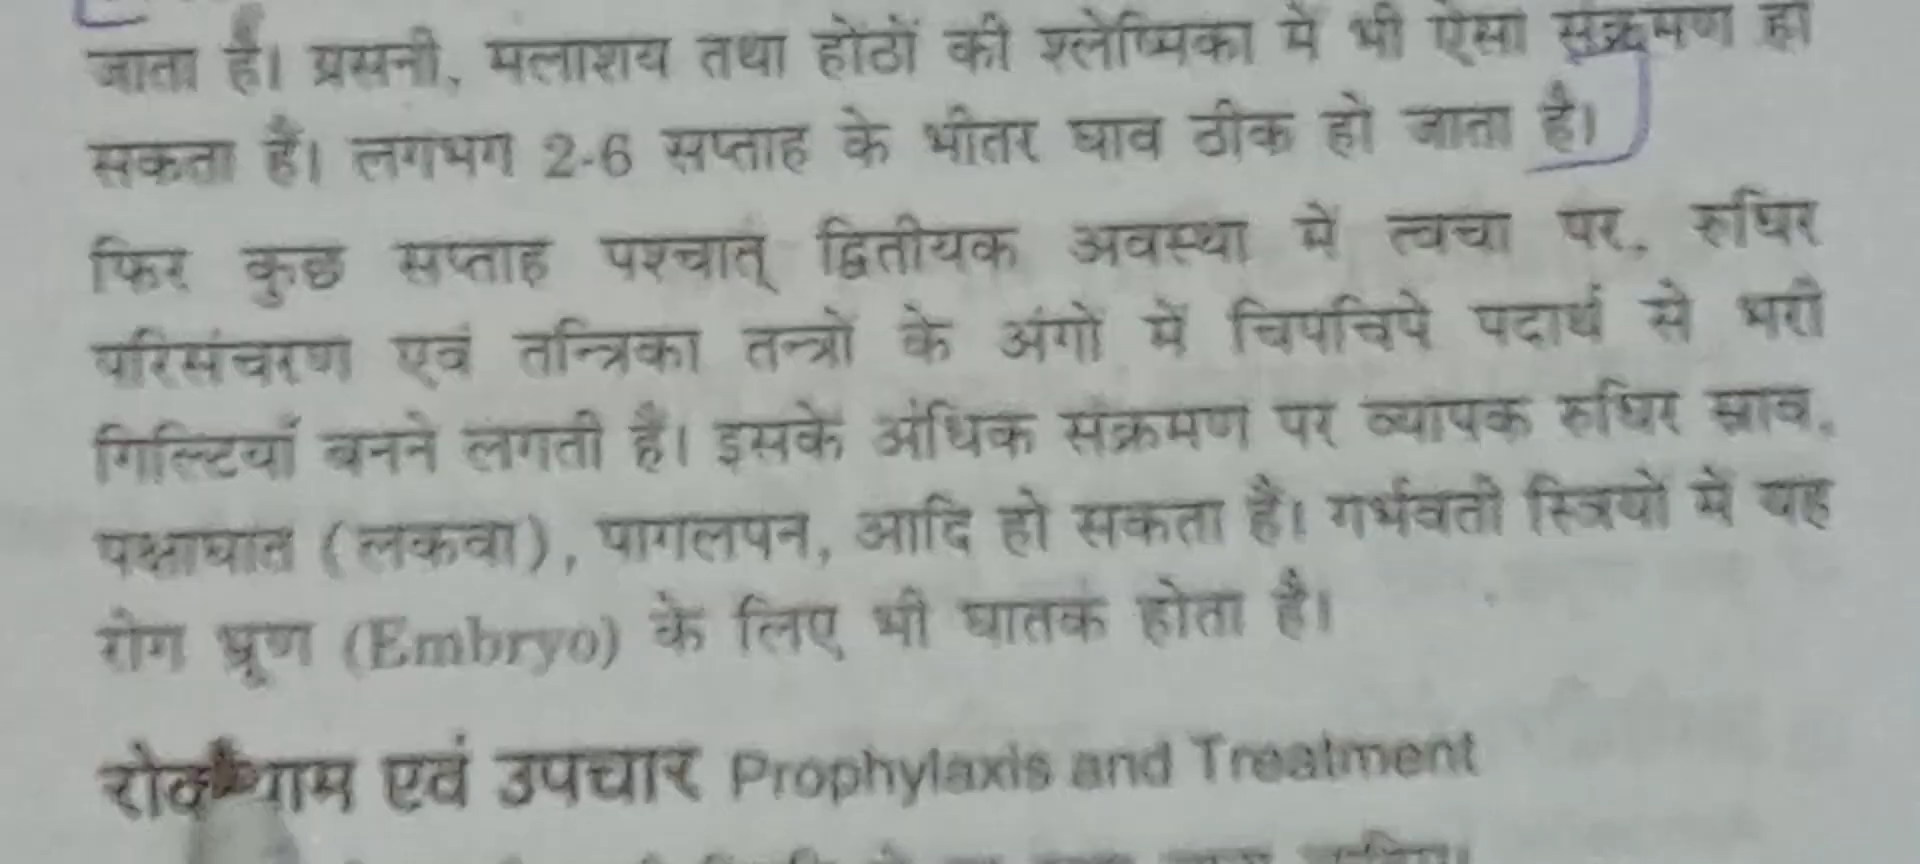 जाता है। ग्रसनी, मलाशय तथा होंठों की श्लेष्मिका में भी ऐसा संक्रमण हो
सकता है। लगभग 2-6 सप्ताह के भीतर घाव ठीक हो जाता है।
फिर कुछ सप्ताह पश्चात् द्वितीयक अवस्था में त्वचा पर, रुधिर
परिसंचरण एवं तन्त्रिका तन्त्रों के अंगों में चिपचिपे पदार्थ से भरी
गिल्टियाँ बनने लगती हैं। इसके अधिक संक्रमण पर व्यापक रुधिर स्राव,
पक्षाघात (लकवा), पागलपन, आदि हो सकता है। गर्भवती स्त्रियों में यह
रोग भ्रूण (Embryo) के लिए भी घातक होता है।
रोकथाम एवं उपचार Prophylaxis and Treatment